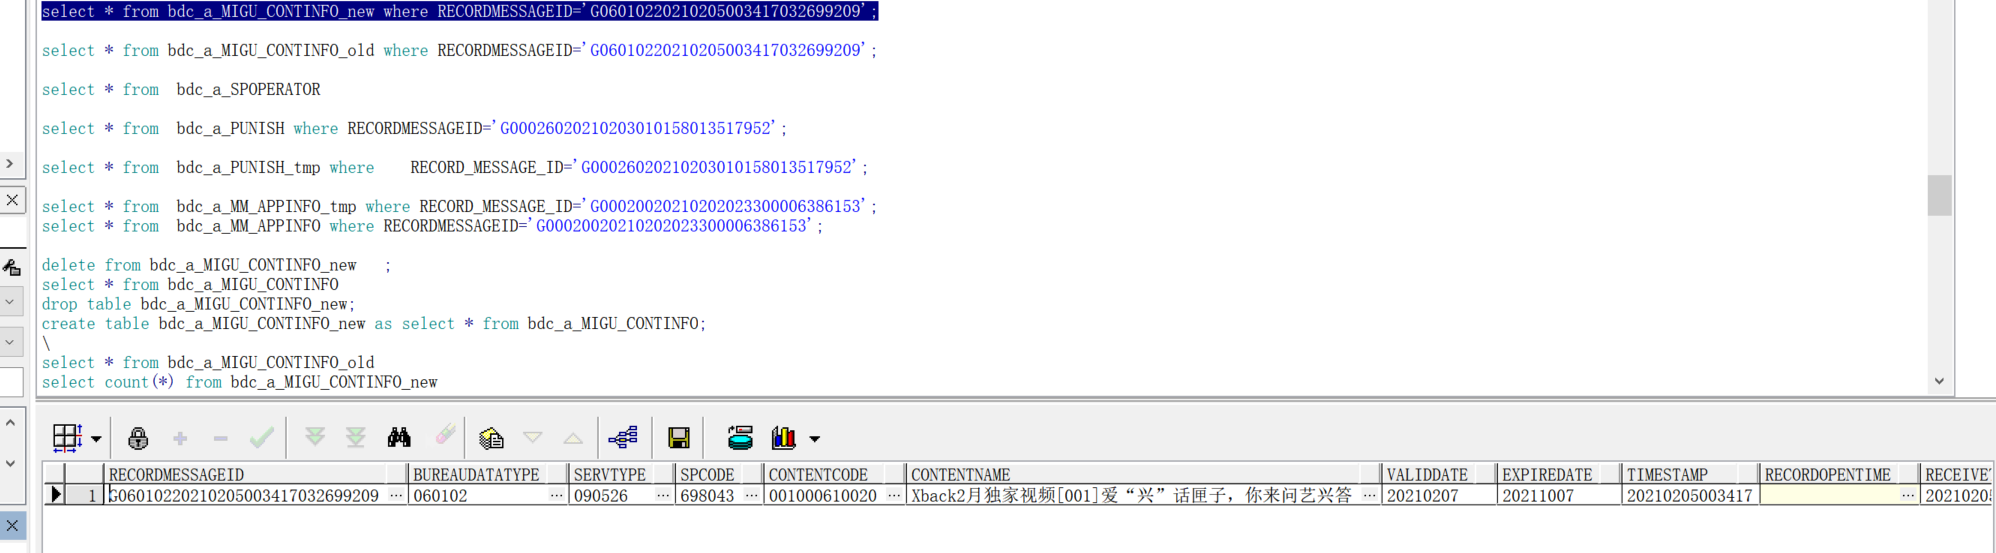 select * from bdc_a_MIGU_CONTINFO_new where RECORDMESSAGEID='G06010220210205003417032699209';
select * from bdc_a_MIGU_CONTINFO_old where RECORDMESSAGEID='G06010220210205003417032699209';
select * from  bdc_a_SPOPERATOR
select * from  bdc_a_PUNISH where RECORDMESSAGEID='G00026020210203010158013517952';
select * from  bdc_a_PUNISH_tmp where    RECORD_MESSAGE_ID='G00026020210203010158013517952';
select * from  bdc_a_MM_APPINFO_tmp where RECORD_MESSAGE_ID='G00020020210202023300006386153';
select * from  bdc_a_MM_APPINFO where RECORDMESSAGEID='G00020020210202023300006386153';
delete from bdc_a_MIGU_CONTINFO_new   ;
select * from bdc_a_MIGU_CONTINFO
drop table bdc_a_MIGU_CONTINFO_new;
create table bdc_a_MIGU_CONTINFO_new as select * from bdc_a_MIGU_CONTINFO;
\
select * from bdc_a_MIGU_CONTINFO_old
select count(*) from bdc_a_MIGU_CONTINFO_new
RECORDMESSAGEID BUREAUDATATYPE SERVTYPE SPCODE CONTENTCODE CONTENTNAME VALIDDATE EXPIREDATE TIMESTAMP RECORDOPENTIME RECEIVE
1 G06010220210205003417032699209 060102 090526 698043 001000610020 Xback2月独家视频[001]爱“兴”话匣子，你来问艺兴答 20210207 20211007 20210205003417 2021020